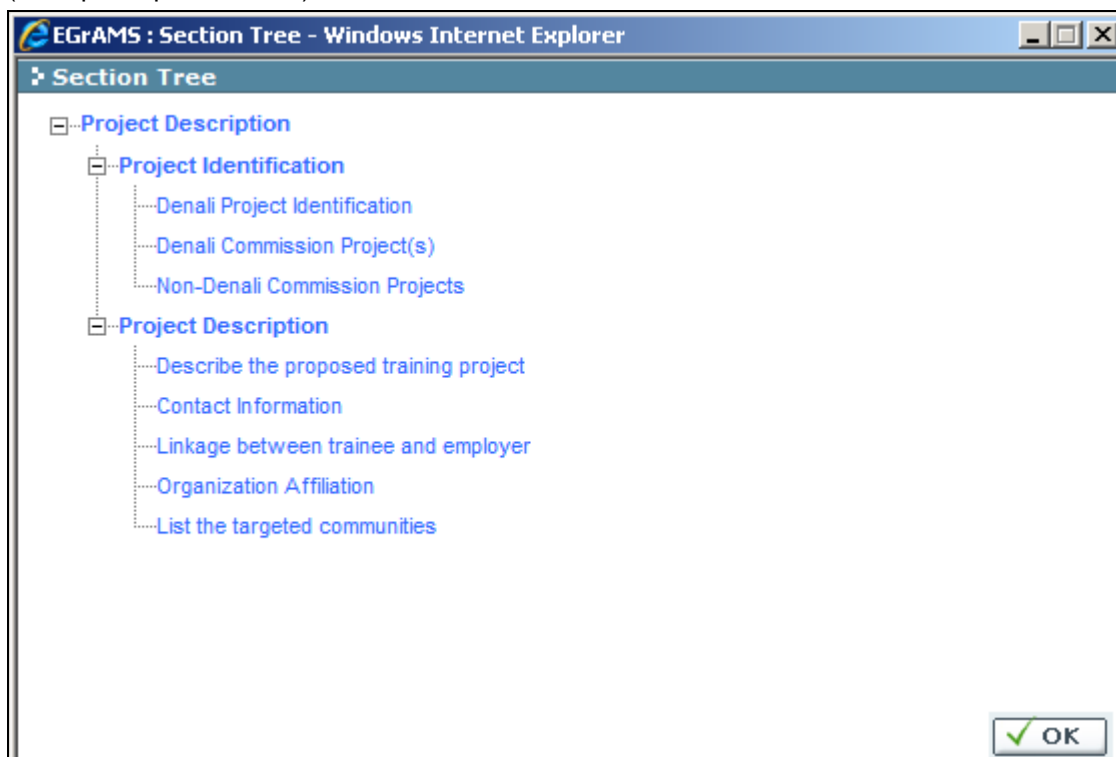 EGrAMS : Section Tree - Windows Internet Explorer
Section Tree
Project Description
Project Identification
Denali Project Identification
Denali Commission Project(s)
Non-Denali Commission Projects
Project Description
Describe the proposed training project
Contact Information
Linkage between trainee and employer
Organization Affiliation
List the targeted communities
OK